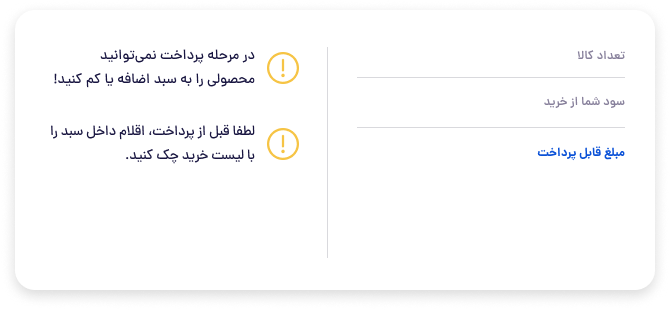 تعداد کالا
سود شما از خرید
مبلغ قابل پرداخت
در مرحله پرداخت نمی‌توانید
محصولی را به سبد اضافه یا کم کنید!
لطفا قبل از پرداخت، اقلام داخل سبد را
با لیست خرید چک کنید.